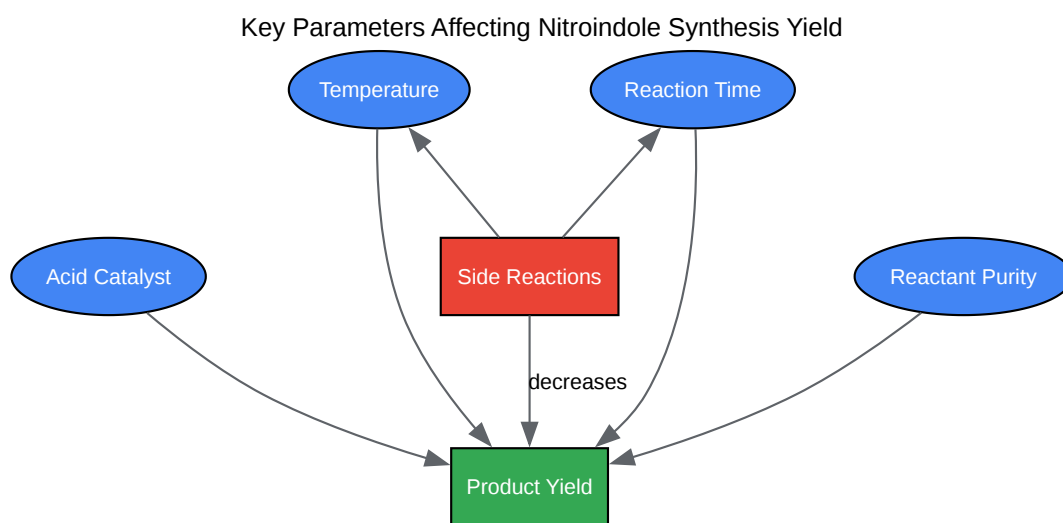 Key Parameters Affecting Nitroindole Synthesis Yield
Temperature
Reaction Time
Acid Catalyst
Side Reactions
Reactant Purity
decreases
Product Yield